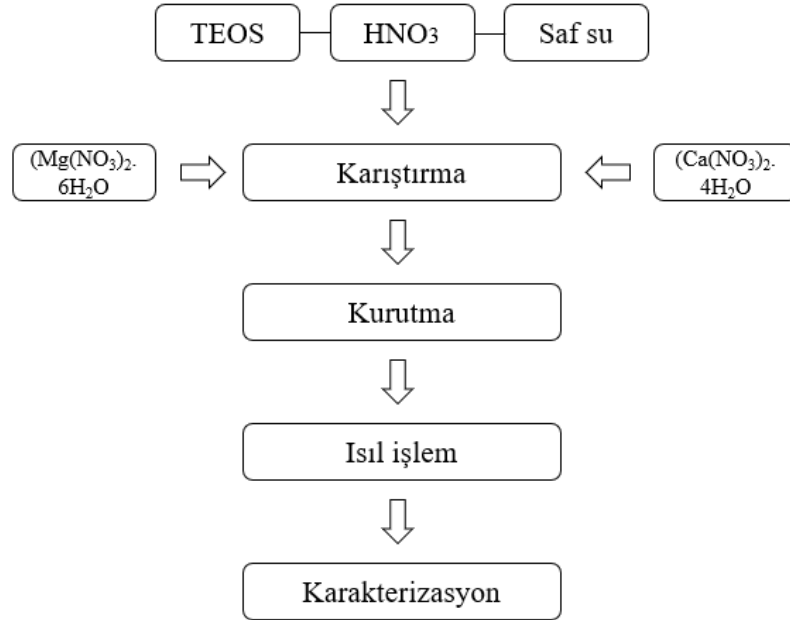 TEOS
HNO3
Saf su
(Mg(NO₃)₂.
6H₂O
Karıştırma
(Ca(NO₃)₂.
4H₂O
Kurutma
Isıl işlem
Karakterizasyon